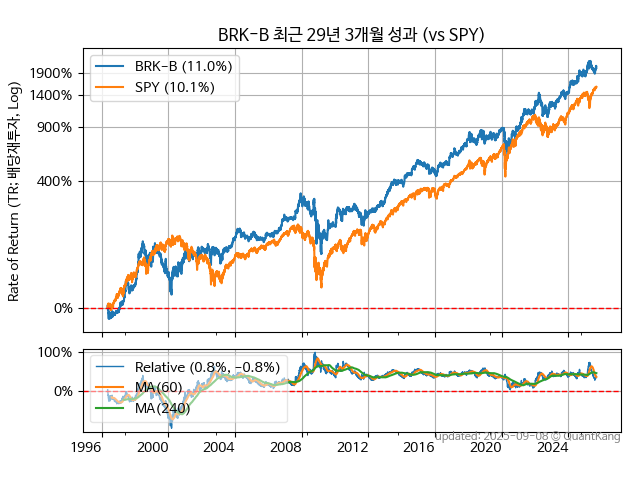 BRK-B 최근 29년 3개월 성과 (vs SPY)
Rate of Return (TR; 배당재투자, Log)
1900%
1400%
900%
400%
0%
BRK-B (11.0%)
SPY (10.1%)
100%
0%
Relative (0.8%, -0.8%)
MA(60)
MA(240)
1996 2000 2004 2008 2012 2016 2020 2024
Updated: 2025-09-08 © QuantKang